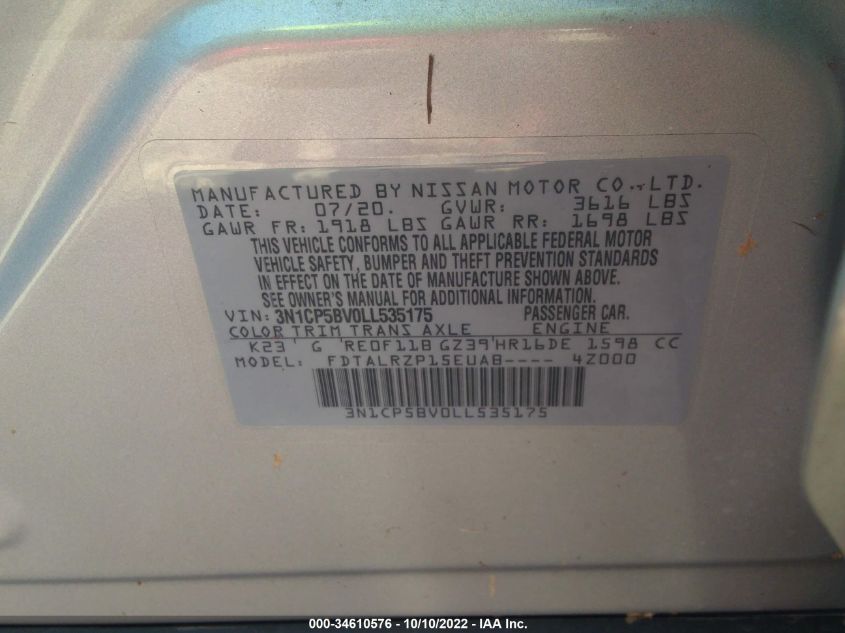 MANUFACTURED BY NISSAN MOTOR CO., LTD.
DATE: 07/20. GVWR: 3616 LBS
GAWR FR: 1918 LBS GAWR RR: 1698 LBS
THIS VEHICLE CONFORMS TO ALL APPLICABLE FEDERAL MOTOR
VEHICLE SAFETY, BUMPER AND THEFT PREVENTION STANDARDS
IN EFFECT ON THE DATE OF MANUFACTURE SHOWN ABOVE.
SEE OWNER'S MANUAL FOR ADDITIONAL INFORMATION.
VIN: 3N1CP5BV0LL535175 PASSENGER CAR.
COLOR TRIM TRANS AXLE ENGINE
K23 G RE0F11B GZ39 HR16DE 1598 CC
MODEL: FDTALRZP15EUAB---- 4Z000
3N1CP5BV0LL535175
000-34610576 - 10/10/2022 - IAA Inc.